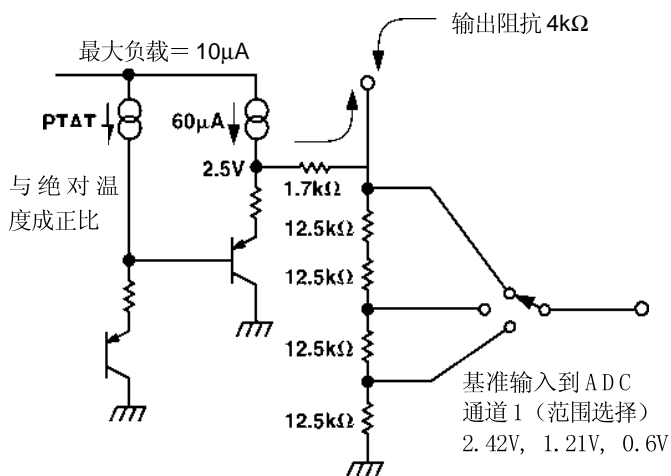 输出阻抗 4kΩ
最大负载＝ 10μA
PTAT
60μA
2.5V
1.7kΩ
与绝对温
度成正比
12.5kΩ
12.5kΩ
12.5kΩ
12.5kΩ
基准输入到ADC
通道1（范围选择）
2.42V, 1.21V, 0.6V